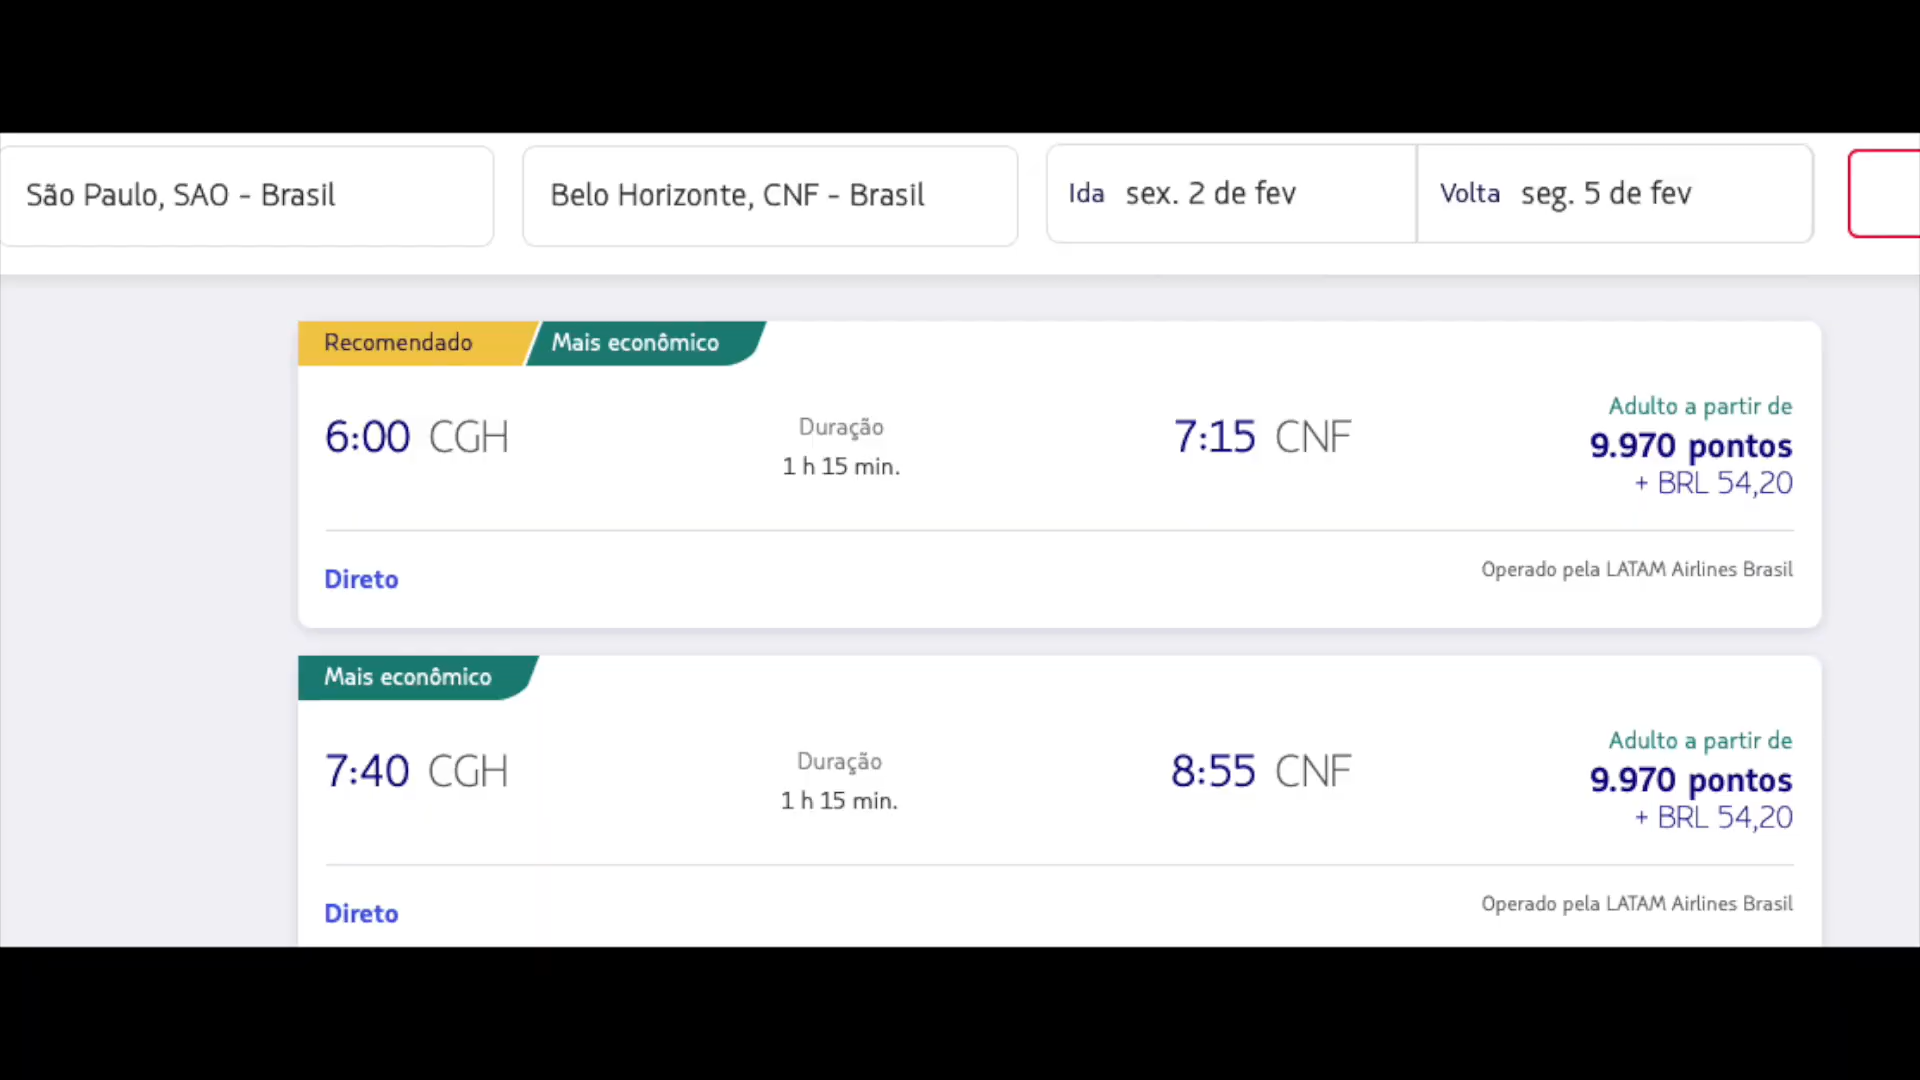 São Paulo, SAO - Brasil
Belo Horizonte, CNF - Brasil
Ida sex. 2 de fev
Volta seg. 5 de fev
Recomendado
Mais econômico
6:00 CGH
Duração
1 h 15 min.
7:15 CNF
Adulto a partir de
9.970 pontos
+ BRL 54,20
Direto
Operado pela LATAM Airlines Brasil
Mais econômico
7:40 CGH
Duração
1 h 15 min.
8:55 CNF
Adulto a partir de
9.970 pontos
+ BRL 54,20
Direto
Operado pela LATAM Airlines Brasil